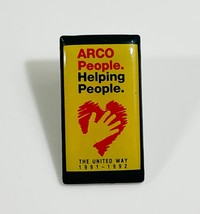 ARCO
People.
Helping
People.
THE UNITED WAY
1991-1992